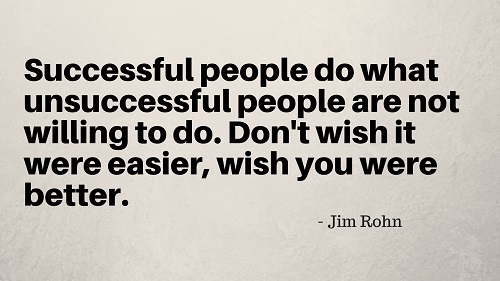 Successful people do what
unsuccessful people are not
willing to do. Don't wish it
were easier, wish you were
better.
- Jim Rohn